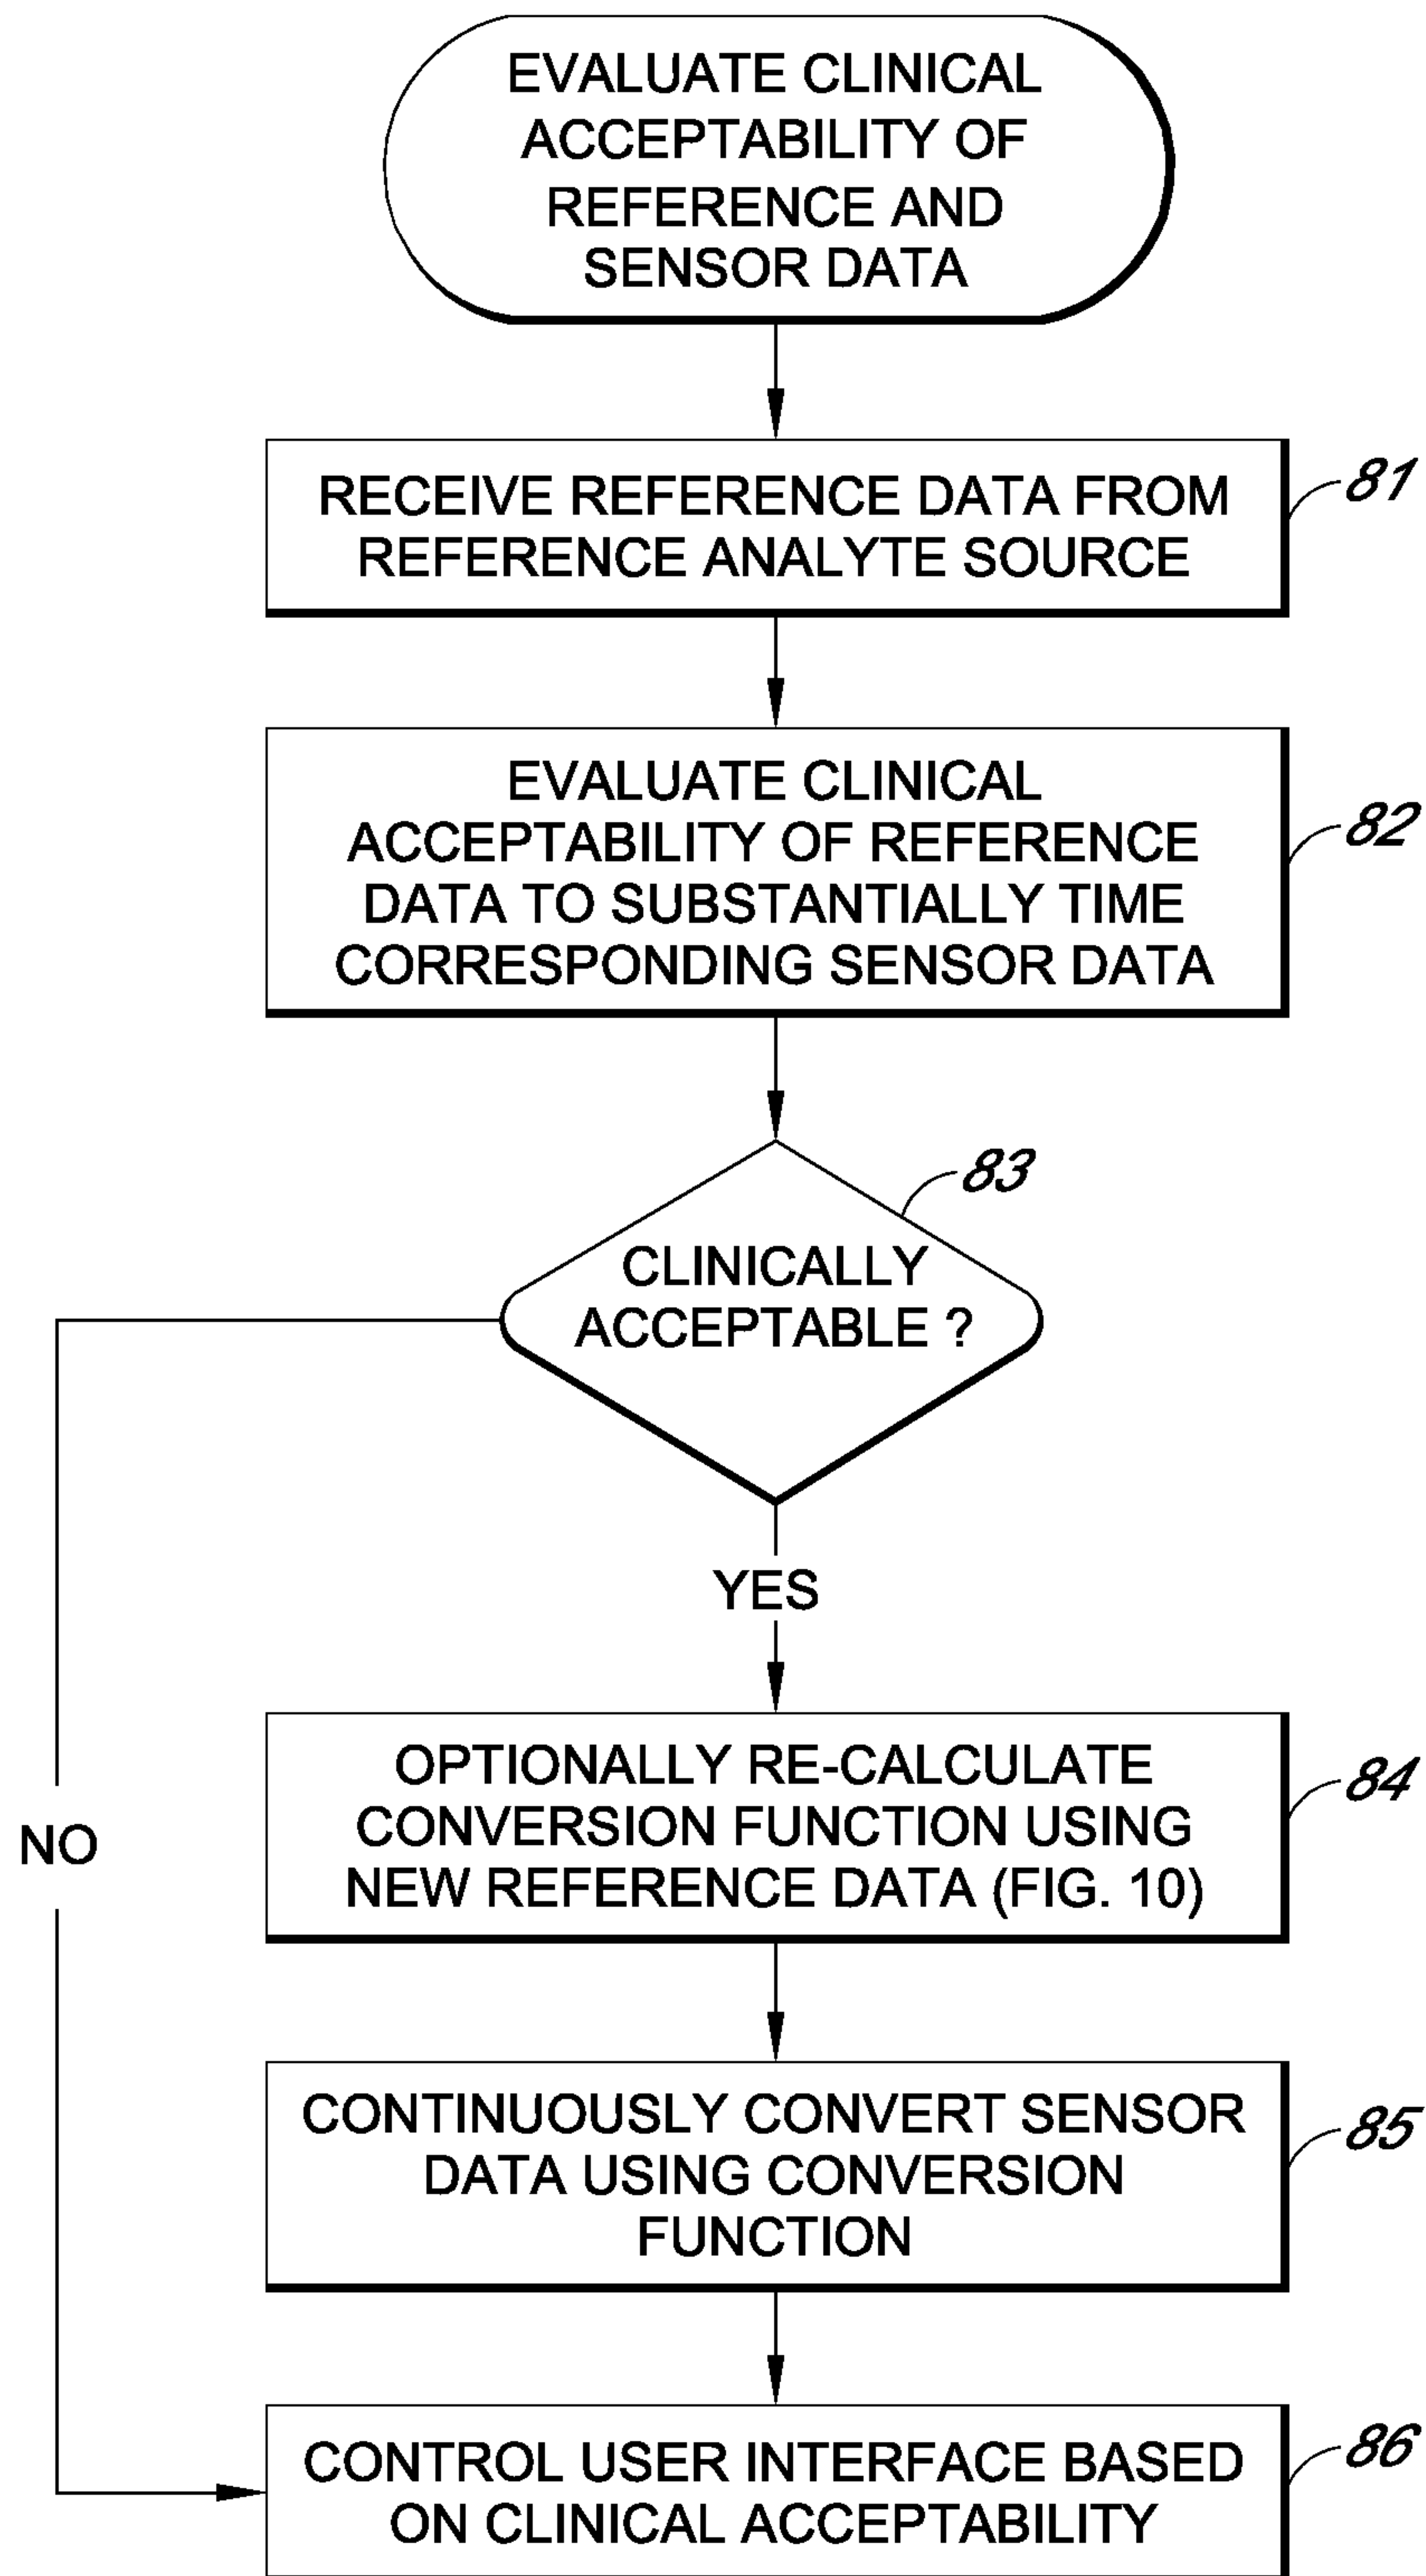 EVALUATE CLINICAL
ACCEPTABILITY OF
REFERENCE AND
SENSOR DATA
RECEIVE REFERENCE DATA FROM
REFERENCE ANALYTE SOURCE
81
EVALUATE CLINICAL
ACCEPTABILITY OF REFERENCE
DATA TO SUBSTANTIALLY TIME
CORRESPONDING SENSOR DATA
82
83
CLINICALLY
ACCEPTABLE ?
YES
NO
OPTIONALLY RE-CALCULATE
CONVERSION FUNCTION USING
NEW REFERENCE DATA (FIG. 10)
84
CONTINUOUSLY CONVERT SENSOR
DATA USING CONVERSION
FUNCTION
85
CONTROL USER INTERFACE BASED
ON CLINICAL ACCEPTABILITY
86